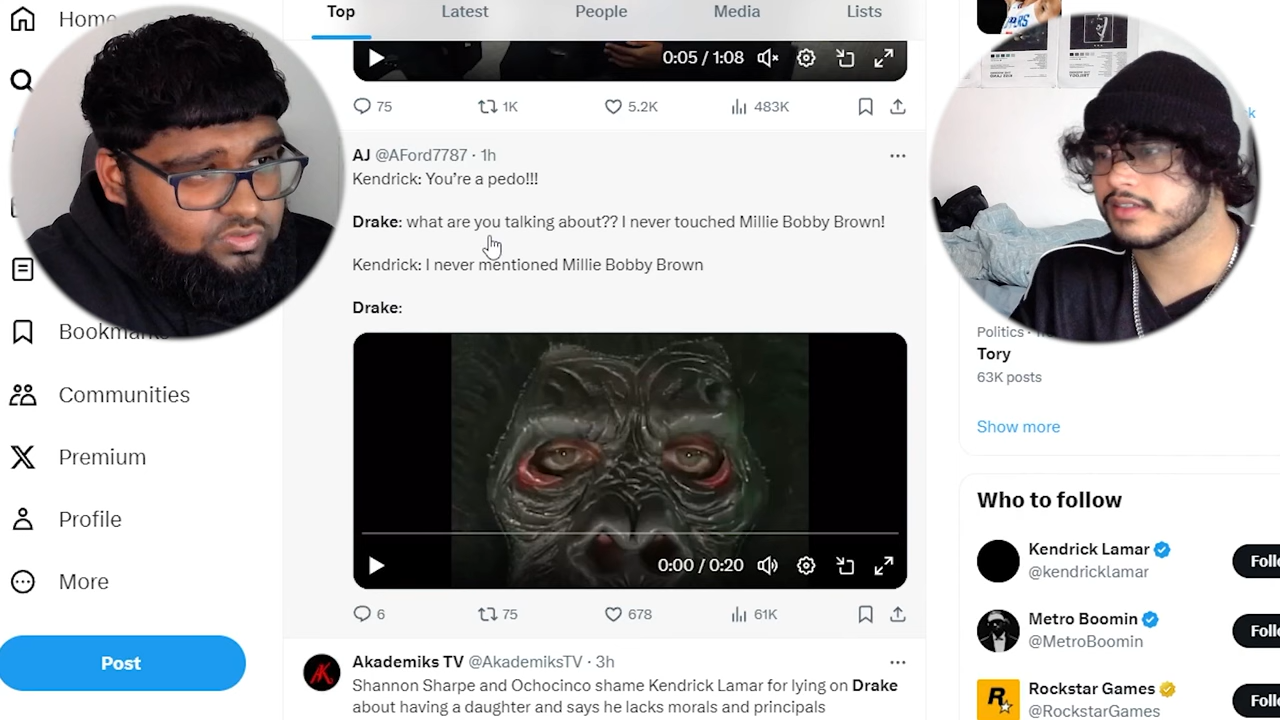 Home
Bookmark
Communities
Premium
Profile
More
Post
Top Latest People Media Lists
0:05 / 1:08
75 1K 5.2K 483K
AJ @AFord7787 · 1h
Kendrick: You're a pedo!!!
Drake: what are you talking about?? I never touched Millie Bobby Brown!
Kendrick: I never mentioned Millie Bobby Brown
Drake:
0:00 / 0:20
6 75 678 61K
Akademiks TV @AkademiksTV · 3h
Shannon Sharpe and Ochocinco shame Kendrick Lamar for lying on Drake
about having a daughter and says he lacks morals and principals
Politics ·
Tory
63K posts
Show more
Who to follow
Kendrick Lamar
@kendricklamar
Follo
Metro Boomin
@MetroBoomin
Follo
Rockstar Games
@RockstarGames
Follo